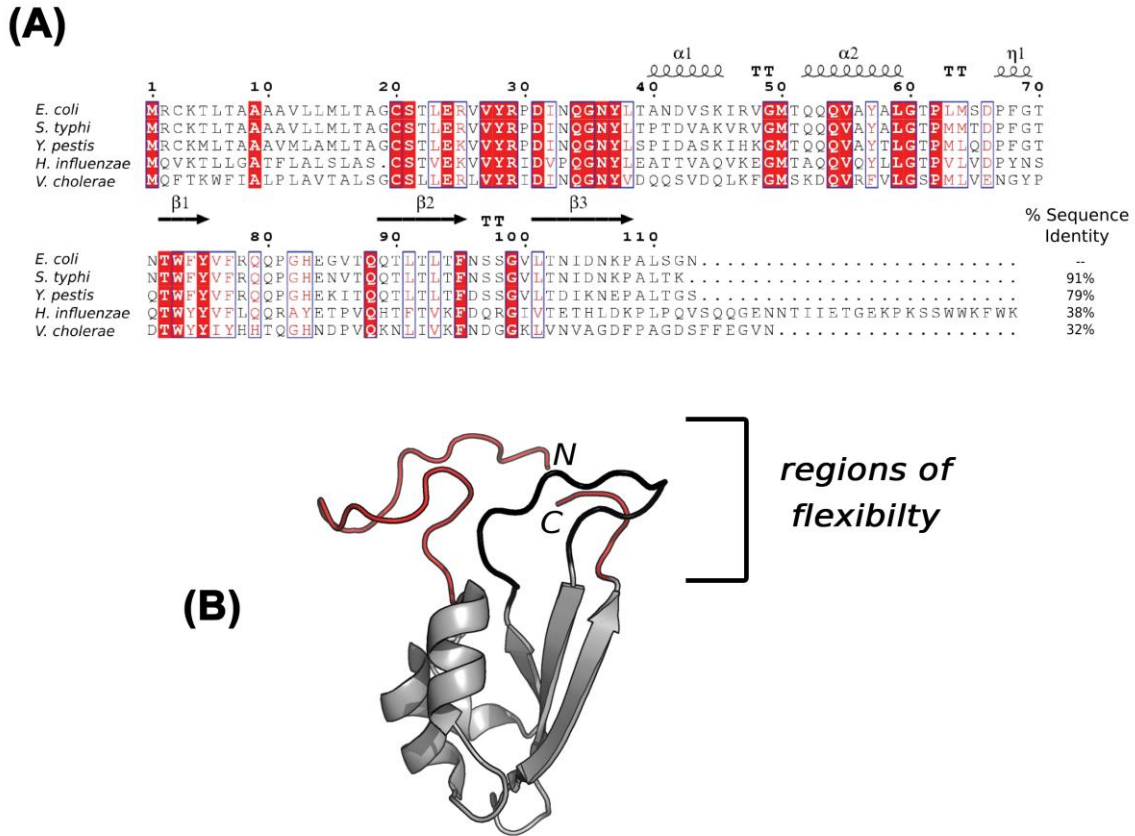 (A)
α1 α2 η1
TT TT
1 10 20 30 40 50 60 70
E. coli MRCKTLTAAAAVLLMLTAGCSTLERVVYRPDINQGNYLTANDVSKIRVGMTQQQVAYALGTPLMSDPFGT
S. typhi MRCKTLTAAAAVLLMLTAGCSTLERVVYRPDINQGNYLTPTDVAKVRVGMTQQQVAYALGTPMMTDPFGT
Y. pestis MRCKMLTAAAVMLAMLTAGCSTLEKVVYRPDINQGNYLSPIDASKIHKGMTQQQVAYTLGTPMLQDPFGT
H. influenzae MQVKTLLGATFLALSLAS.CSTVEKVVYRIDVPQGNYLEATTVAQVKEGMTAQQVQYLLGTPVLVDPYNS
V. cholerae MQFTKWFIALPLAVTALSGCSLLERLVYRIDINQGNYVDQQSVDQLKFGMSKDQVRFVLGSPMLVENGYP
β1 β2 TT β3
80 90 100 110
% Sequence
Identity
E. coli NTWFYVFRQQPGHEGVTQQTLTLTFNSSGVLTNIDNKPALSGN......................... --
S. typhi NTWFYVFRQQPGHENVTQQTLTLTFNSSGVLTNIDNKPALTK.......................... 91%
Y. pestis QTWFYVFRQQPGHEKITQQTLTLTFDSSGVLTDIKNEPALTGS......................... 79%
H. influenzae QTWYYVFLQQRAYETPVQHTFTVKFDQRGIVTETHLDKPLPQVSQQGENNTIIETGEKPKSSWWKFWK 38%
V. cholerae DTWYYIYHHTQGHNDPVQKNLIVKFNDGGKLVNVAGDFPAGDSFFEGVN................... 32%
N
C
regions of
flexibilty
(B)